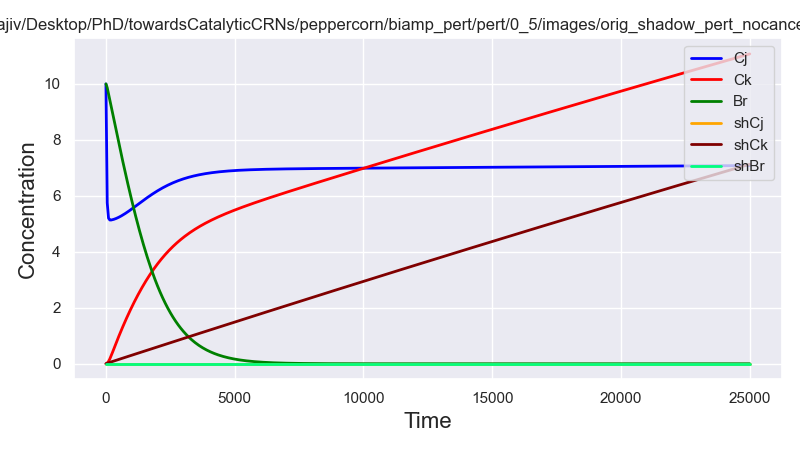 ajiv/Desktop/PhD/towardsCatalyticCRNs/peppercorn/biamp_pert/pert/0_5/images/orig_shadow_pert_nocance
Concentration
10
8
6
4
2
0
0
5000
10000
15000
20000
25000
Time
Cj
Ck
Br
shCj
shCk
shBr